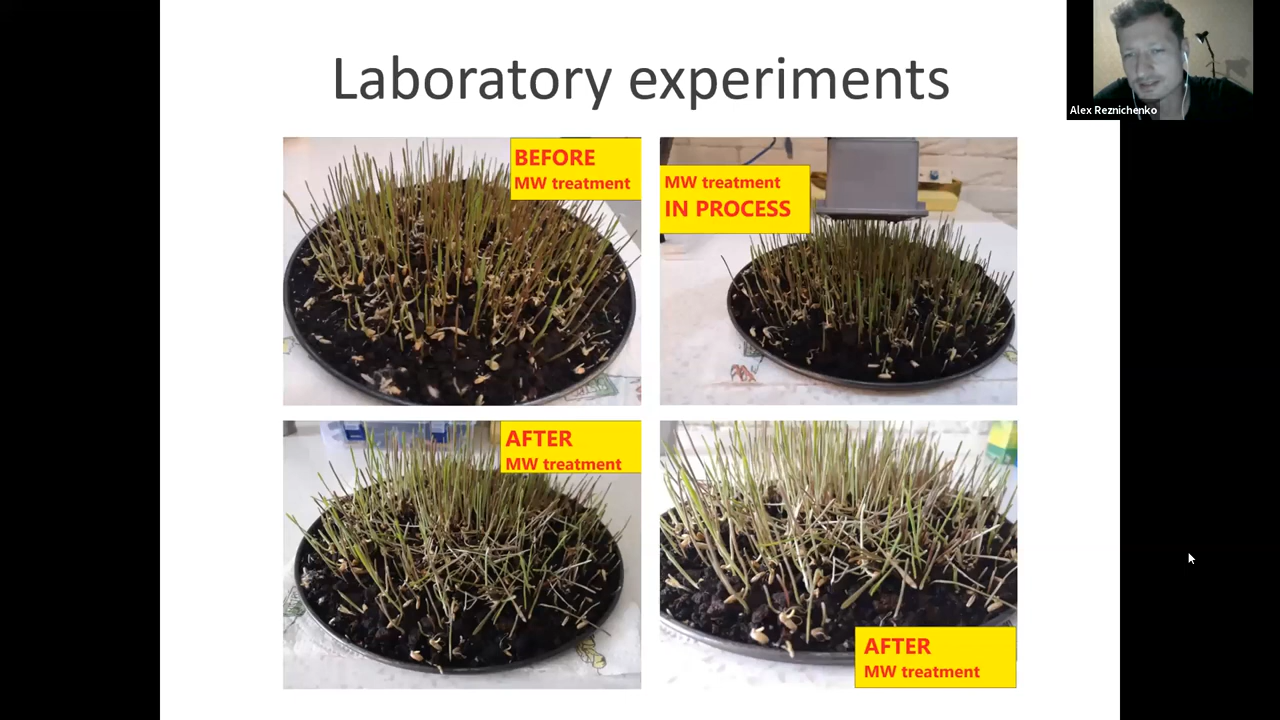 Laboratory experiments
Alex Reznichenko
BEFORE
MW treatment
MW treatment
IN PROCESS
AFTER
MW treatment
AFTER
MW treatment